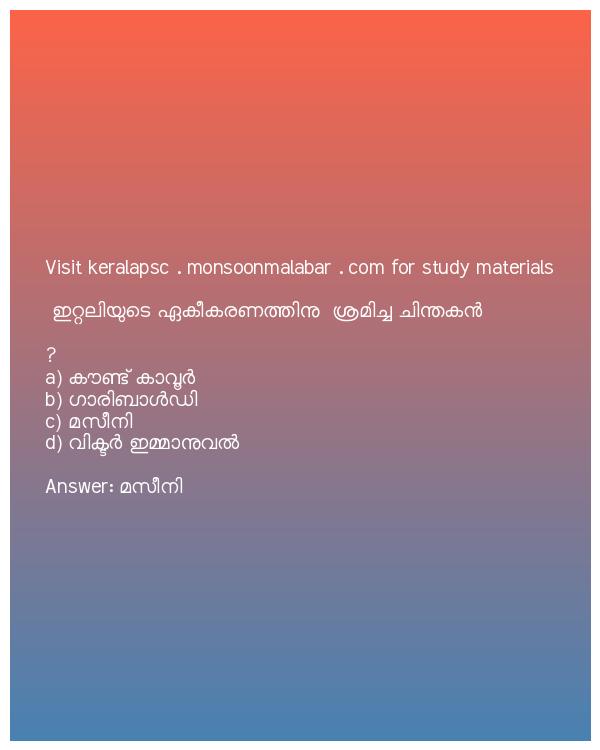 Visit keralapsc . monsoonmalabar . com for study materials
ഇറ്റലിയുടെ ഏകീകരണത്തിനു ശ്രമിച്ച ചിന്തകൻ
?
a) കൗണ്ട് കാവൂർ
b) ഗാരിബാൾഡി
c) മസീനി
d) വിക്ടർ ഇമ്മാനുവൽ
Answer: മസീനി